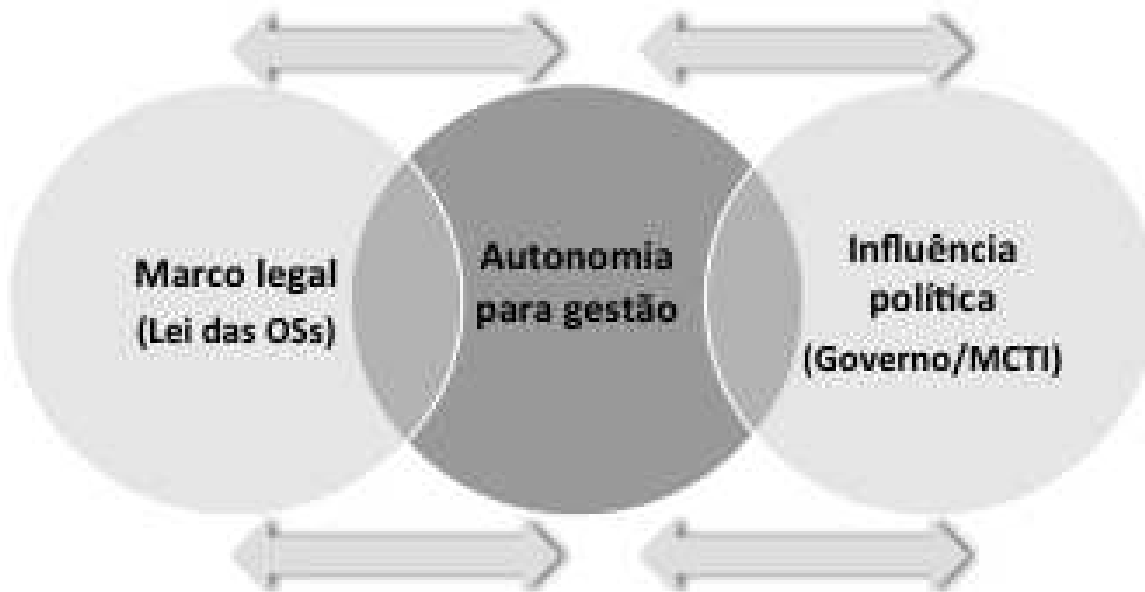 Marco legal
(Lei das OSs)
Autonomia
para gestão
Influência
política
(Governo/MCTI)